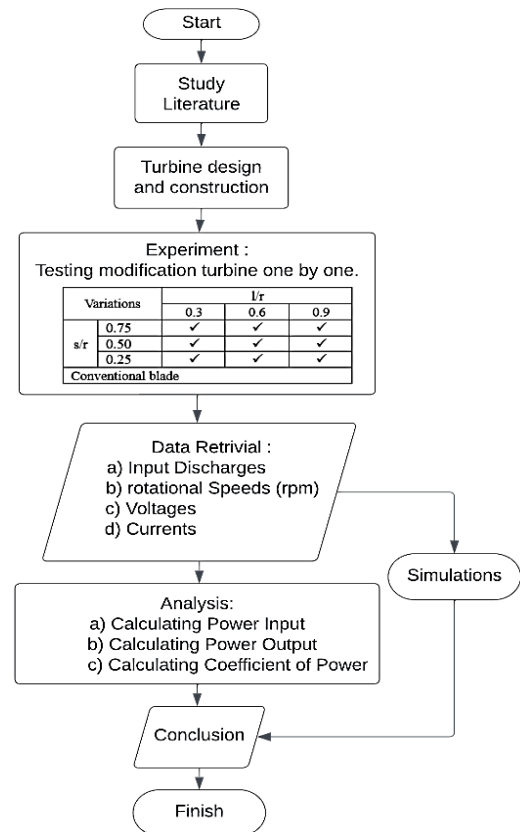 Start
Study
Literature
Turbine design
and construction
Experiment :
Testing modification turbine one by one.
Variations
l/r
0.3 0.6 0.9
s/r
0.75 ✓ ✓ ✓
0.50 ✓ ✓ ✓
0.25 ✓ ✓ ✓
Conventional blade
Data Retrivial :
a) Input Discharges
b) rotational Speeds (rpm)
c) Voltages
d) Currents
Simulations
Analysis:
a) Calculating Power Input
b) Calculating Power Output
c) Calculating Coefficient of Power
Conclusion
Finish